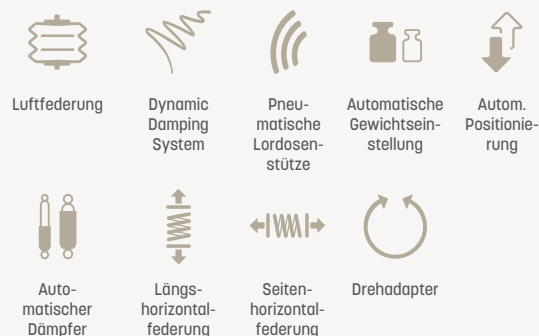 Luftfederung
Dynamic
Damping
System
Pneu-
matische
Lordosen-
stütze
Automatische
Gewichtsein-
stellung
Autom.
Positionie-
rung
Auto-
matischer
Dämpfer
Längs-
horizontal-
federung
Seiten-
horizontal-
federung
Drehadapter